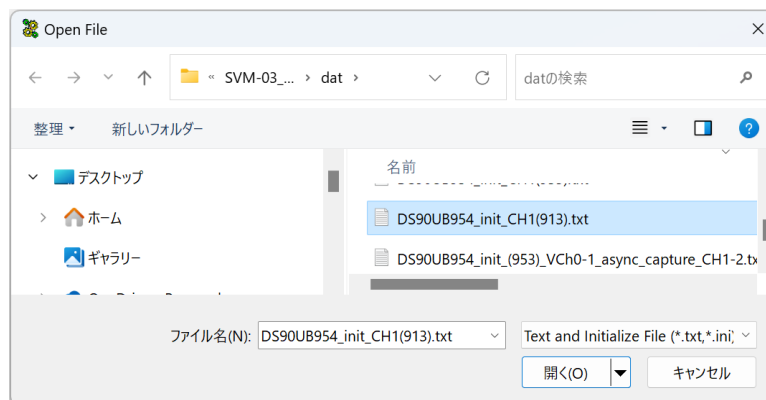 Open File
« SVM-03_... › dat ›
datの検索
整理
新しいフォルダー
名前
デスクトップ
ホーム
DS90UB954_init_CH1(913).txt
ギャラリー
DS90UB954_init_(953)_VCh0-1_async_capture_CH1-2.tx
ファイル名(N):
DS90UB954_init_CH1(913).txt
Text and Initialize File (*.txt,*.ini;
開く(O)
キャンセル